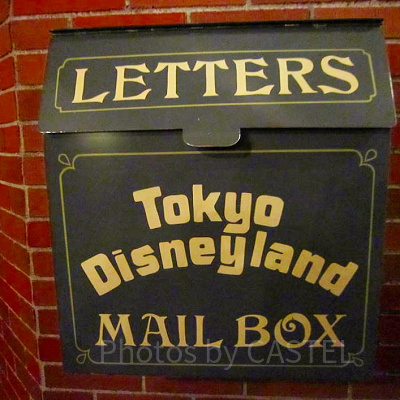 LETTERS
Tokyo
Disneyland
MAIL BOX
Photos by CASTEL